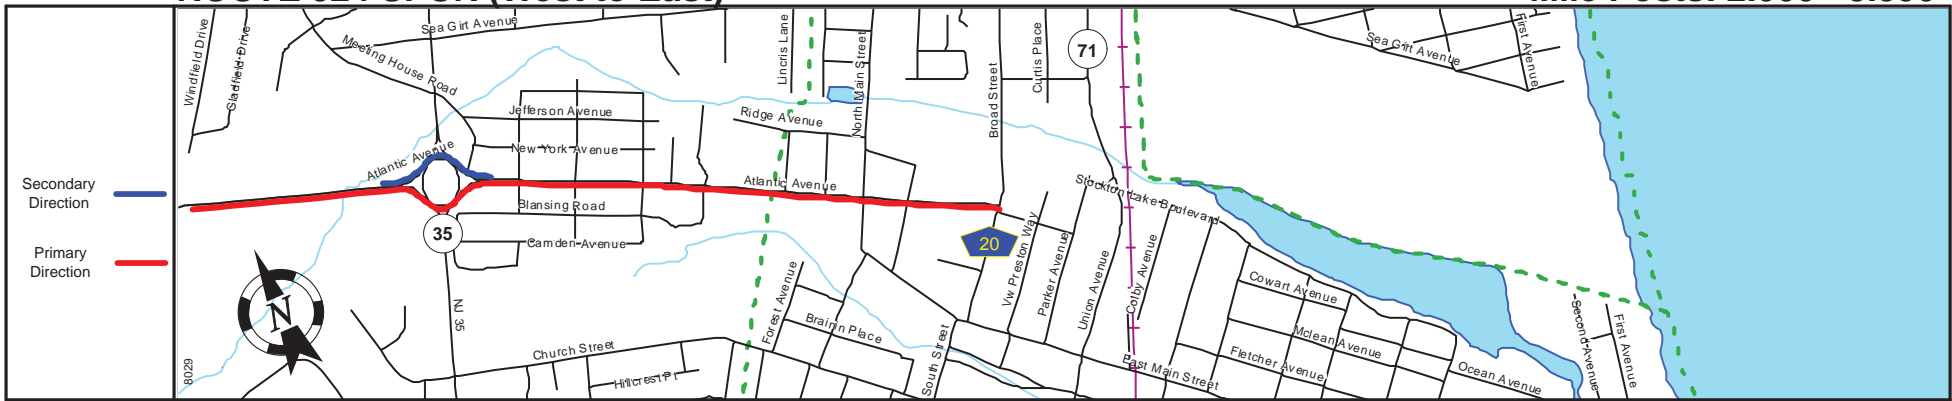 Secondary
Direction
Primary
Direction
8029
Windfield Drive
Gladfield Drive
Sea Girt Avenue
Meeting House Road
Jefferson Avenue
New York Avenue
Atlantic Avenue
Blansing Road
Camden Avenue
35
NJ 35
N
Church Street
Hillcrest Pl
Lincris Lane
North Main Street
Ridge Avenue
Atlantic Avenue
Forest Avenue
Brainin Place
South Street
Broad Street
Curtis Place
71
20
Stockton Lake Boulevard
Vw Preston Way
Parker Avenue
Union Avenue
Colby Avenue
East Main Street
Cowart Avenue
Mclean Avenue
Fletcher Avenue
Ocean Avenue
Sea Girt Avenue
First Avenue
Second Avenue
First Avenue